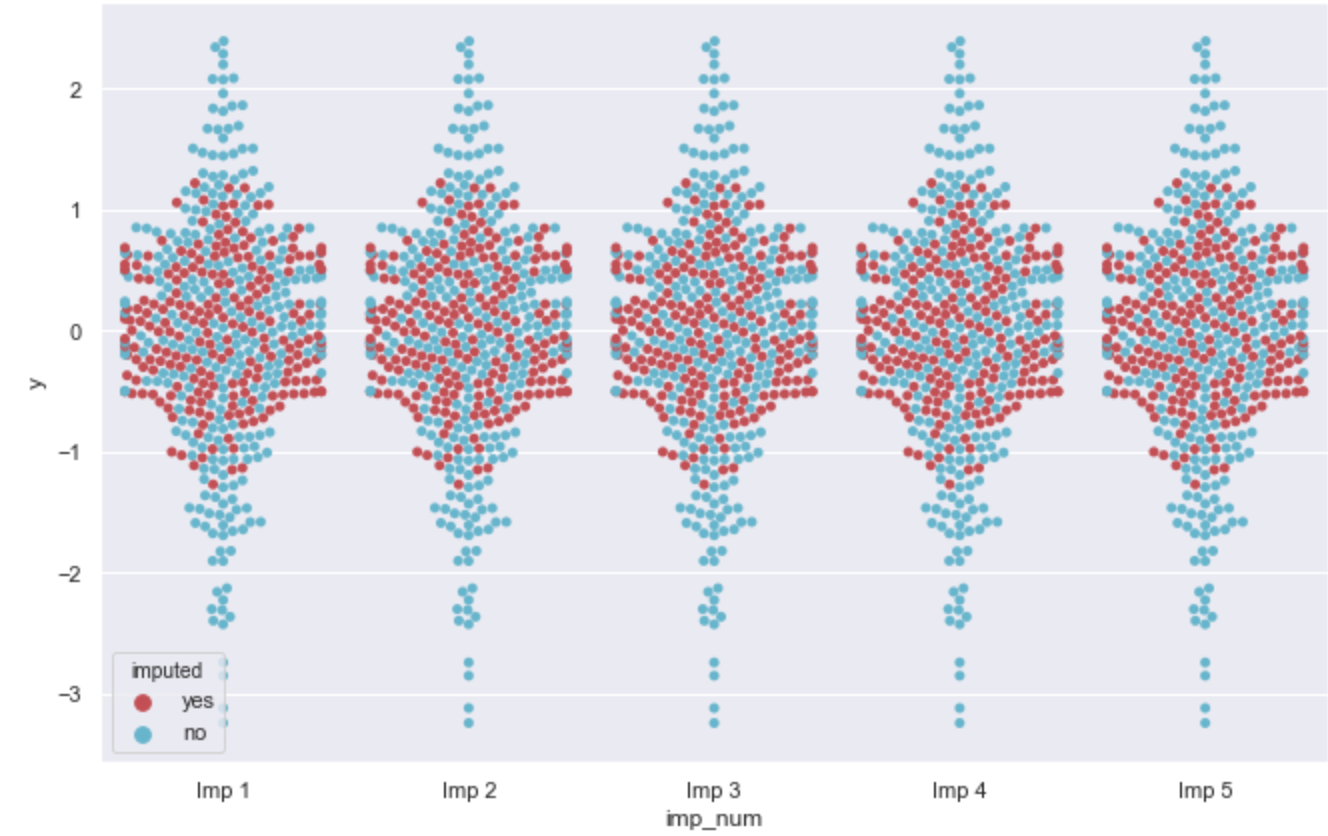 2
1
0
−1
−2
−3
y
imputed
yes
no
Imp 1 Imp 2 Imp 3 Imp 4 Imp 5
imp_num